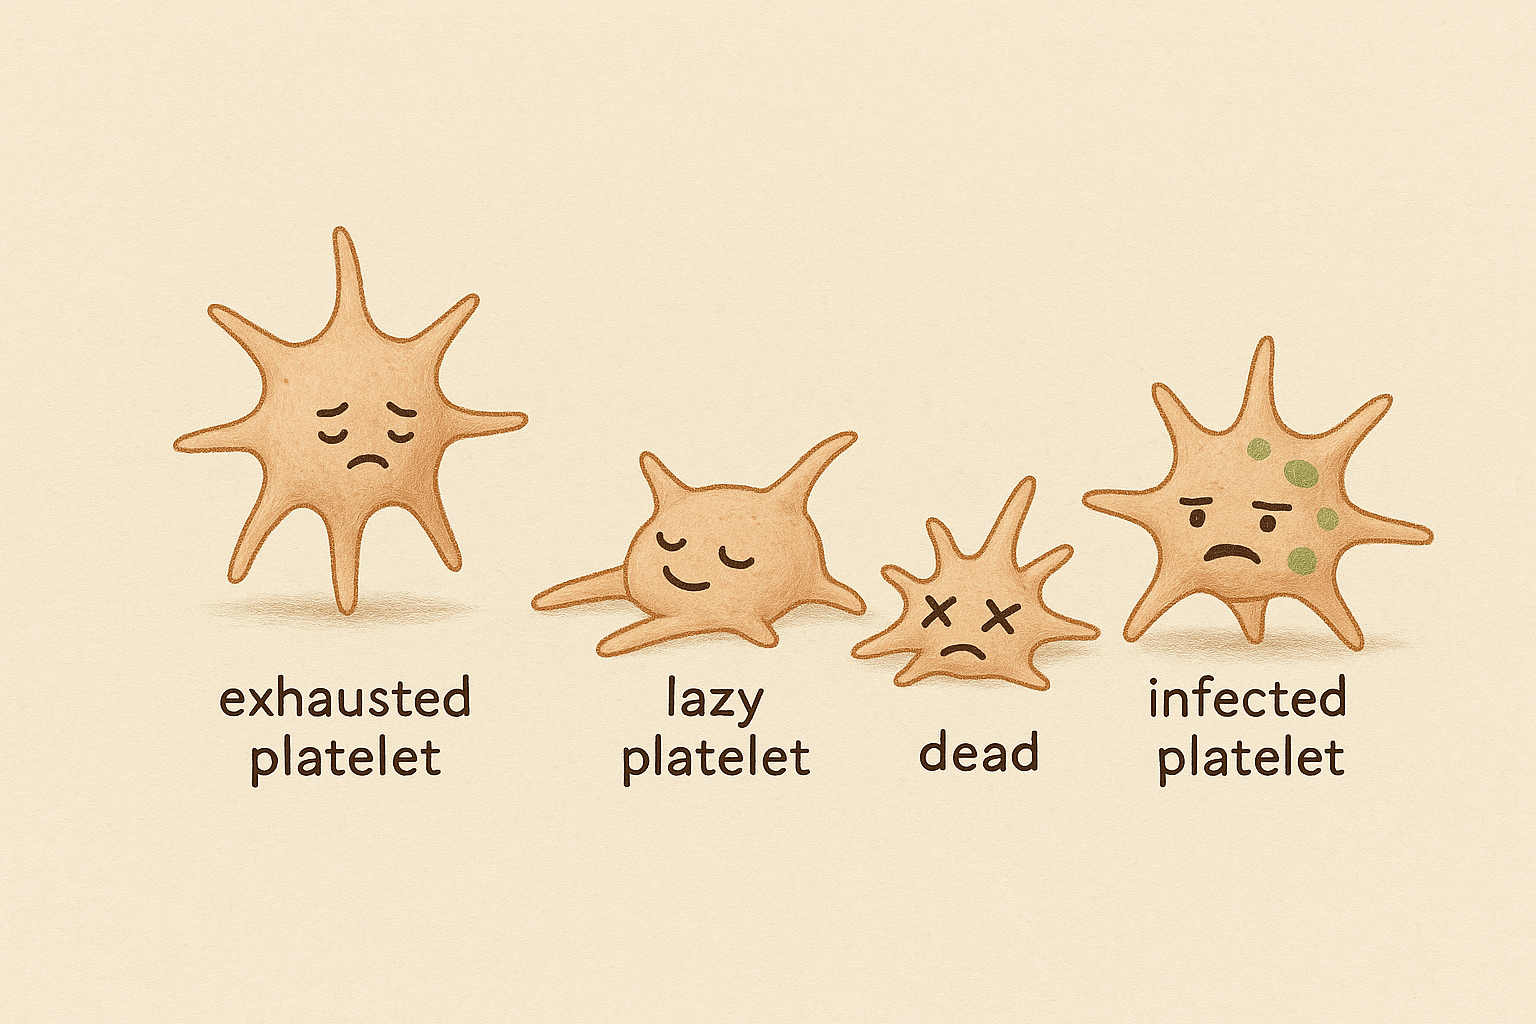 exhausted
platelet
lazy
platelet
dead
infected
platelet